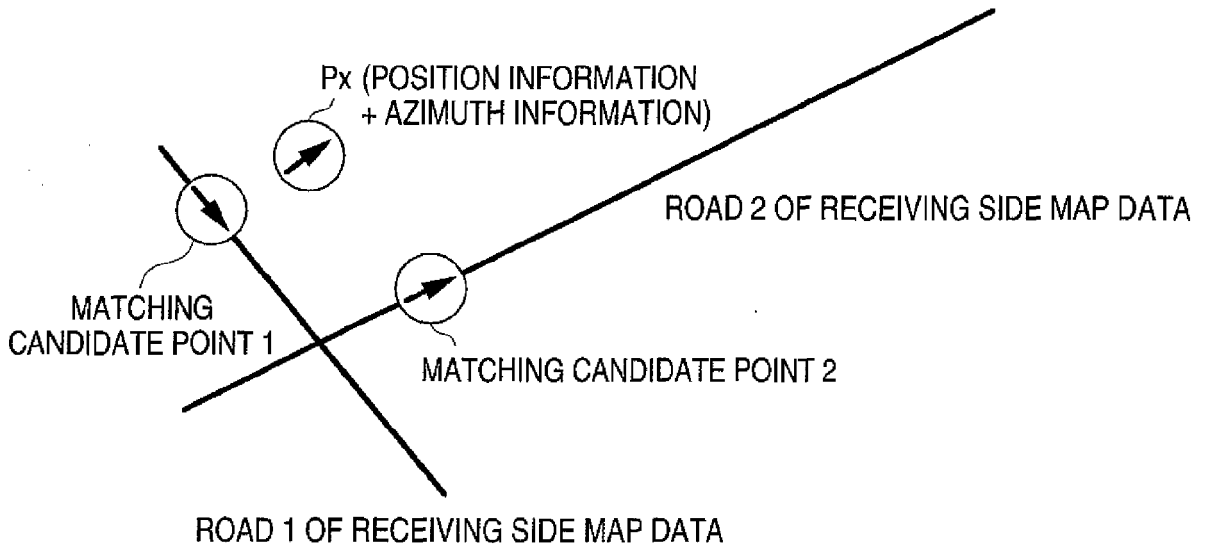 Px (POSITION INFORMATION
+ AZIMUTH INFORMATION)
ROAD 2 OF RECEIVING SIDE MAP DATA
MATCHING
CANDIDATE POINT 1
MATCHING CANDIDATE POINT 2
ROAD 1 OF RECEIVING SIDE MAP DATA